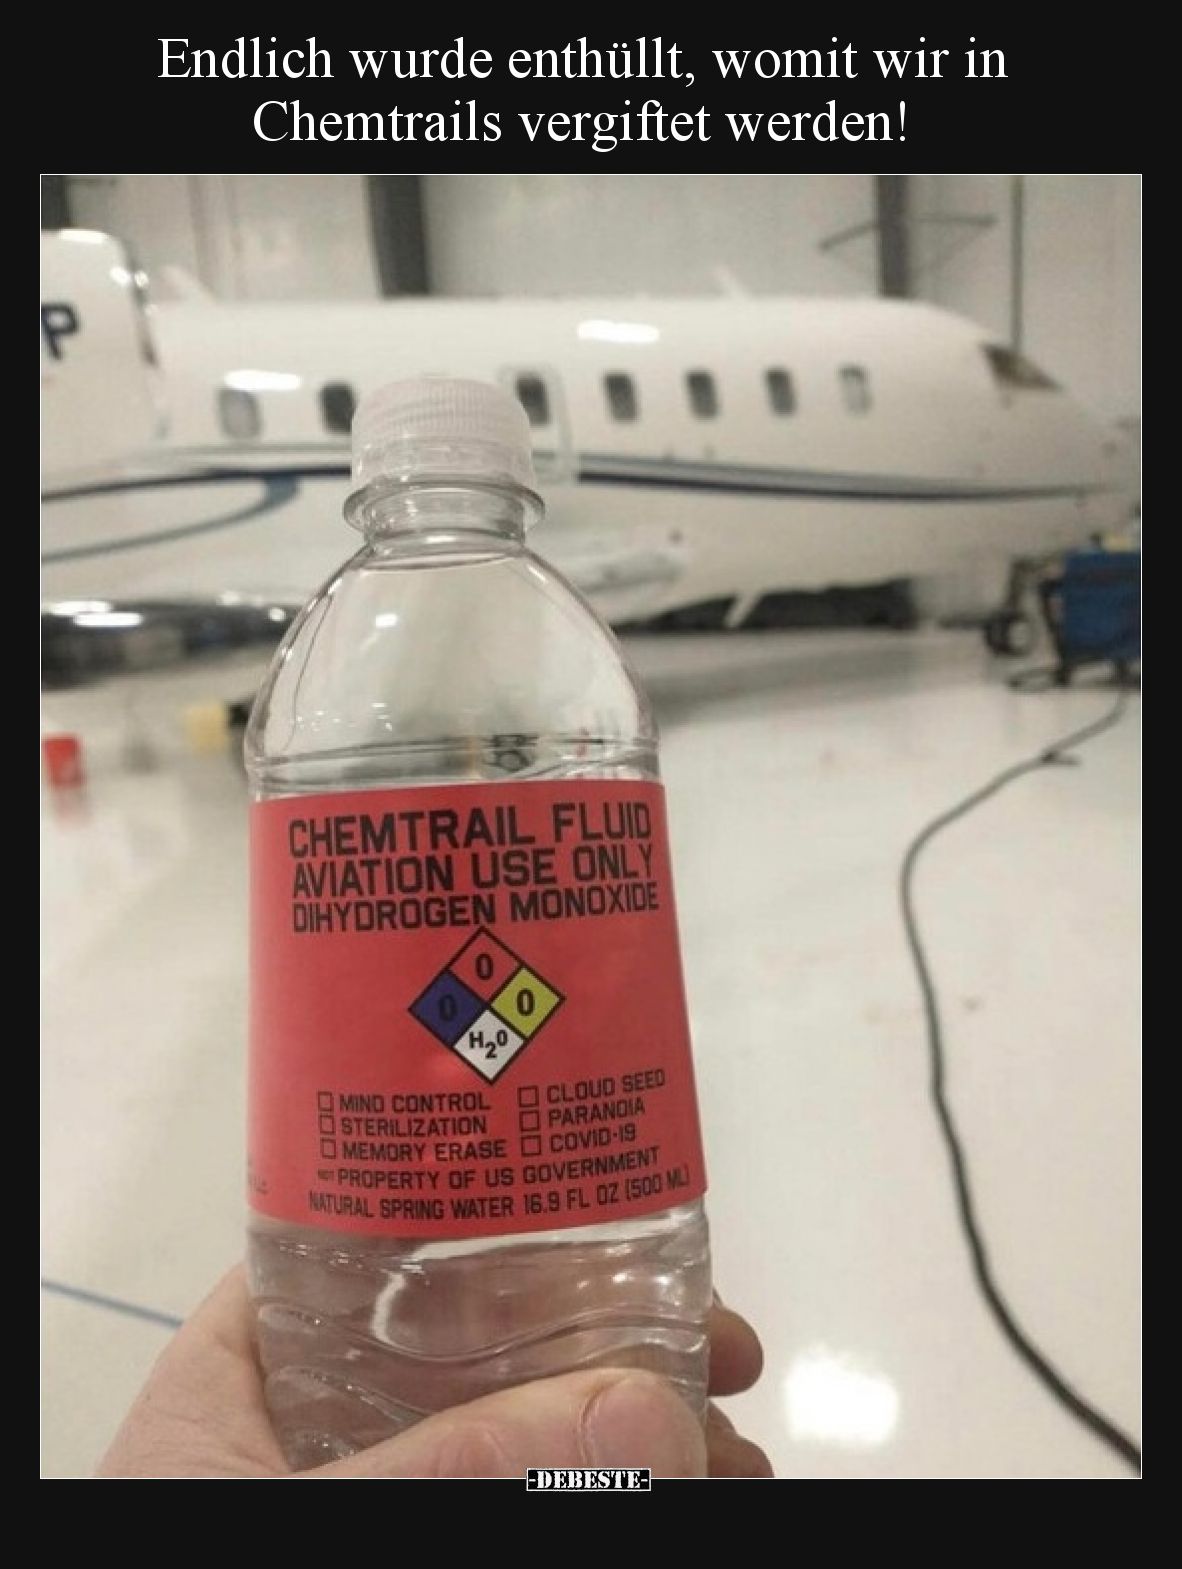 Endlich wurde enthüllt, womit wir in
Chemtrails vergiftet werden!
P
CHEMTRAIL FLUID
AVIATION USE ONLY
DIHYDROGEN MONOXIDE
0
0 0
H₂0
☐ MIND CONTROL ☐ CLOUD SEED
☐ STERILIZATION ☐ PARANOIA
☐ MEMORY ERASE ☐ COVID-19
NOT PROPERTY OF US GOVERNMENT
NATURAL SPRING WATER 16.9 FL OZ (500 ML)
-DEBESTE-